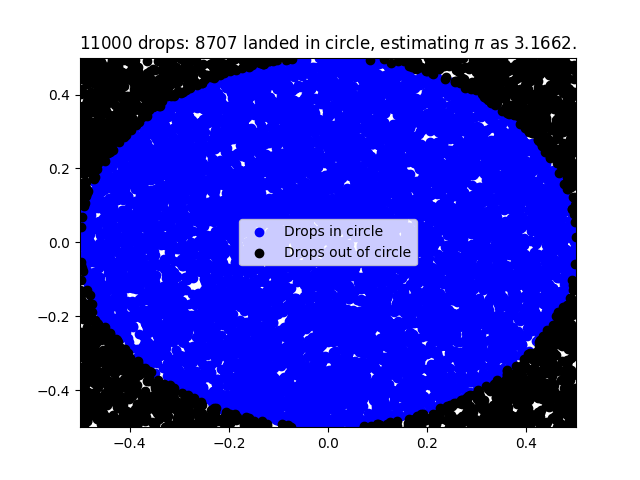 11000 drops: 8707 landed in circle, estimating π as 3.1662.
0.4
0.2
0.0
−0.2
−0.4
Drops in circle
Drops out of circle
−0.4 −0.2 0.0 0.2 0.4